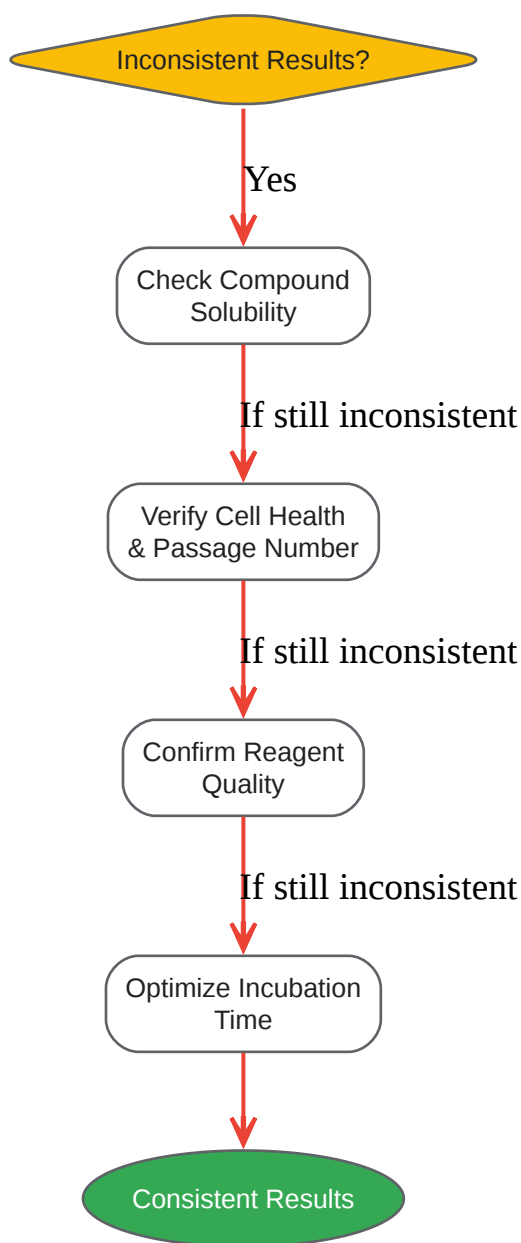 Inconsistent Results?
Yes
Check Compound
Solubility
If still inconsistent
Verify Cell Health
& Passage Number
If still inconsistent
Confirm Reagent
Quality
If still inconsistent
Optimize Incubation
Time
Consistent Results